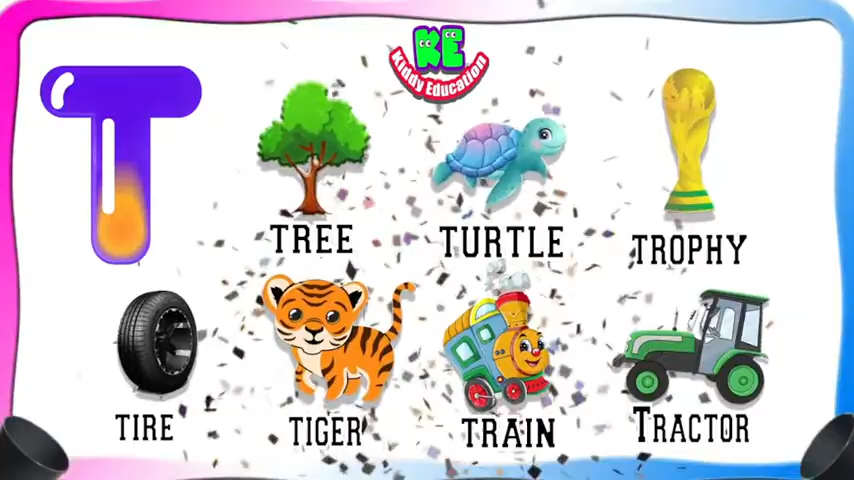 KE
Kiddy Education
T
TREE
TURTLE
TROPHY
TIRE
TIGER
TRAIN
TRACTOR